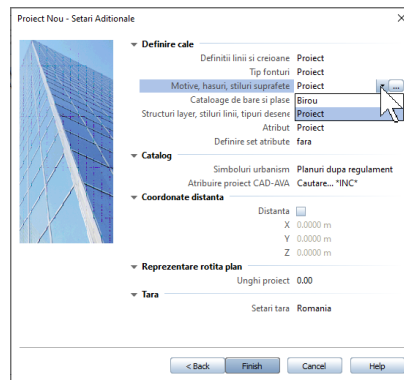 Proiect Nou - Setari Aditionale
Definire cale
Definitii linii si creioane Proiect
Tip fonturi Proiect
Motive, hasuri, stiluri suprafete Proiect
Cataloage de bare si plase Birou
Structuri layer, stiluri linii, tipuri desene Proiect
Atribut Proiect
Definire set atribute fara
Catalog
Simboluri urbanism Planuri dupa regulament
Atribuire proiect CAD-AVA Cautare... "INC"
Coordonate distanta
Distanta
X 0.0000 m
Y 0.0000 m
Z 0.0000 m
Reprezentare rotita plan
Unghi proiect 0.00
Tara
Setari tara Romania
< Back Finish Cancel Help